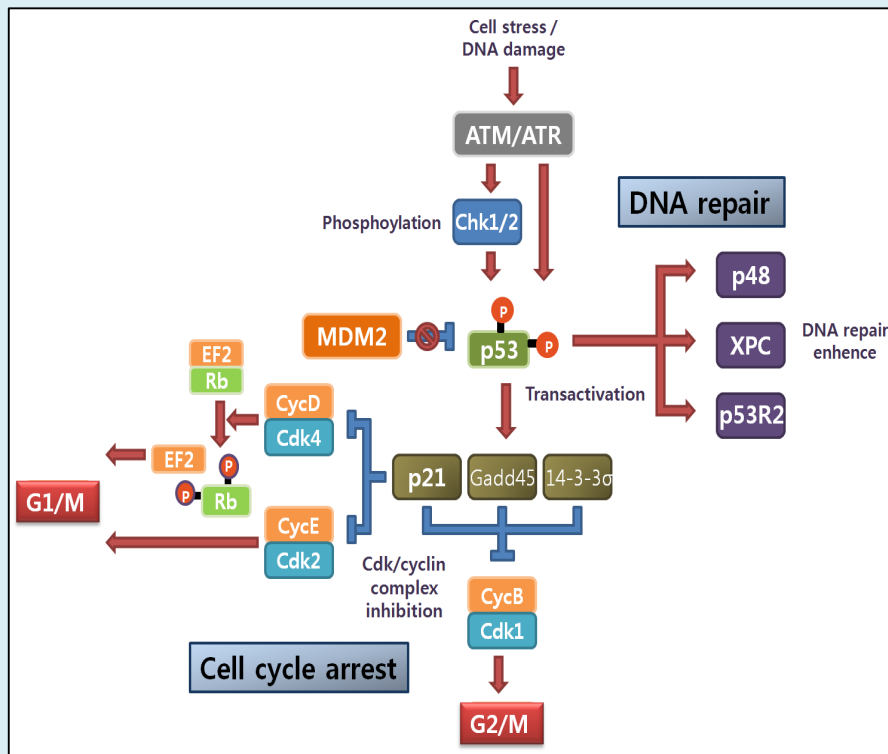 Cell stress /
DNA damage
ATM/ATR
DNA repair
Phosphoylation
Chk1/2
p48
P
MDM2
p53
P
XPC
DNA repair
enhence
EF2
Rb
Transactivation
p53R2
CycD
Cdk4
EF2
P
P
Rb
p21
Gadd45
14-3-3σ
G1/M
CycE
Cdk2
Cdk/cyclin
complex
inhibition
CycB
Cdk1
Cell cycle arrest
G2/M